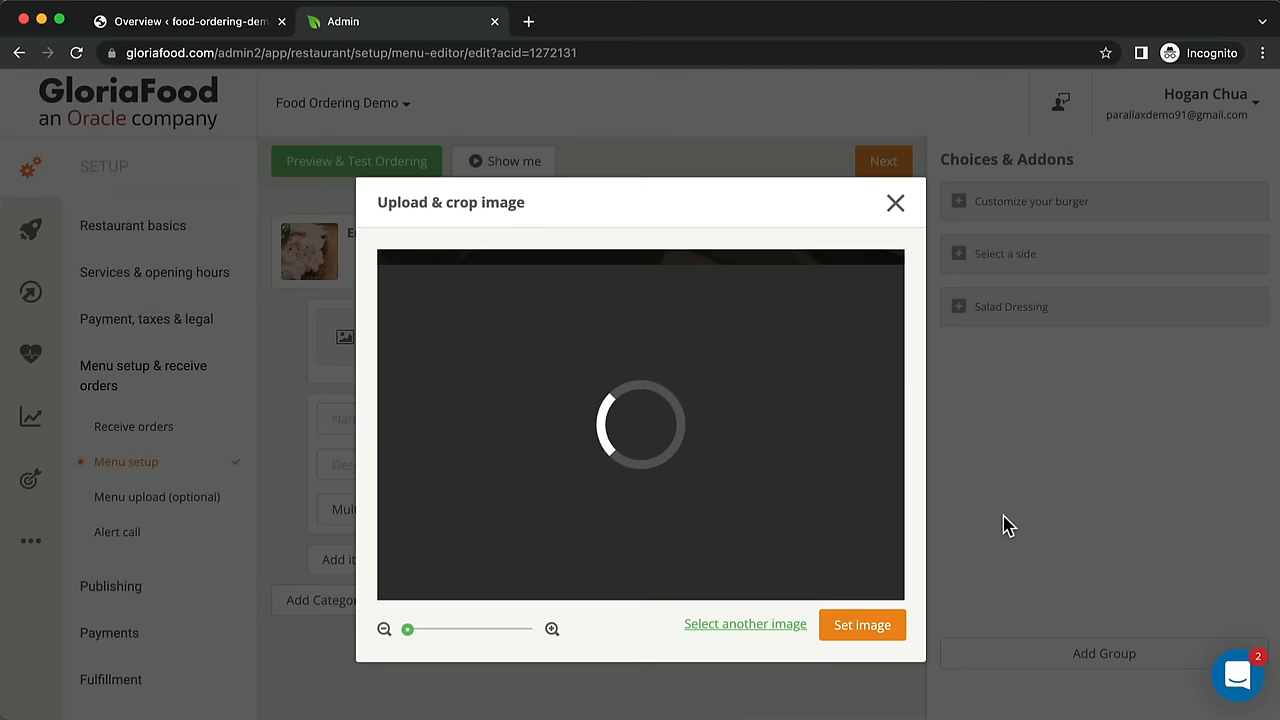 Overview ‹ food-ordering-dem
Admin
gloriafood.com/admin2/app/restaurant/setup/menu-editor/edit?acid=1272131
Incognito
GloriaFood
an Oracle company
Food Ordering Demo
Hogan Chua
parallaxdemo91@gmail.com
SETUP
Restaurant basics
Services & opening hours
Payment, taxes & legal
Menu setup & receive
orders
Receive orders
Menu setup
Menu upload (optional)
Alert call
Publishing
Payments
Fulfillment
Preview & Test Ordering
Show me
Next
Upload & crop image
Add it
Add Catego
Select another image
Set image
Choices & Addons
Customize your burger
Select a side
Salad Dressing
Add Group
2